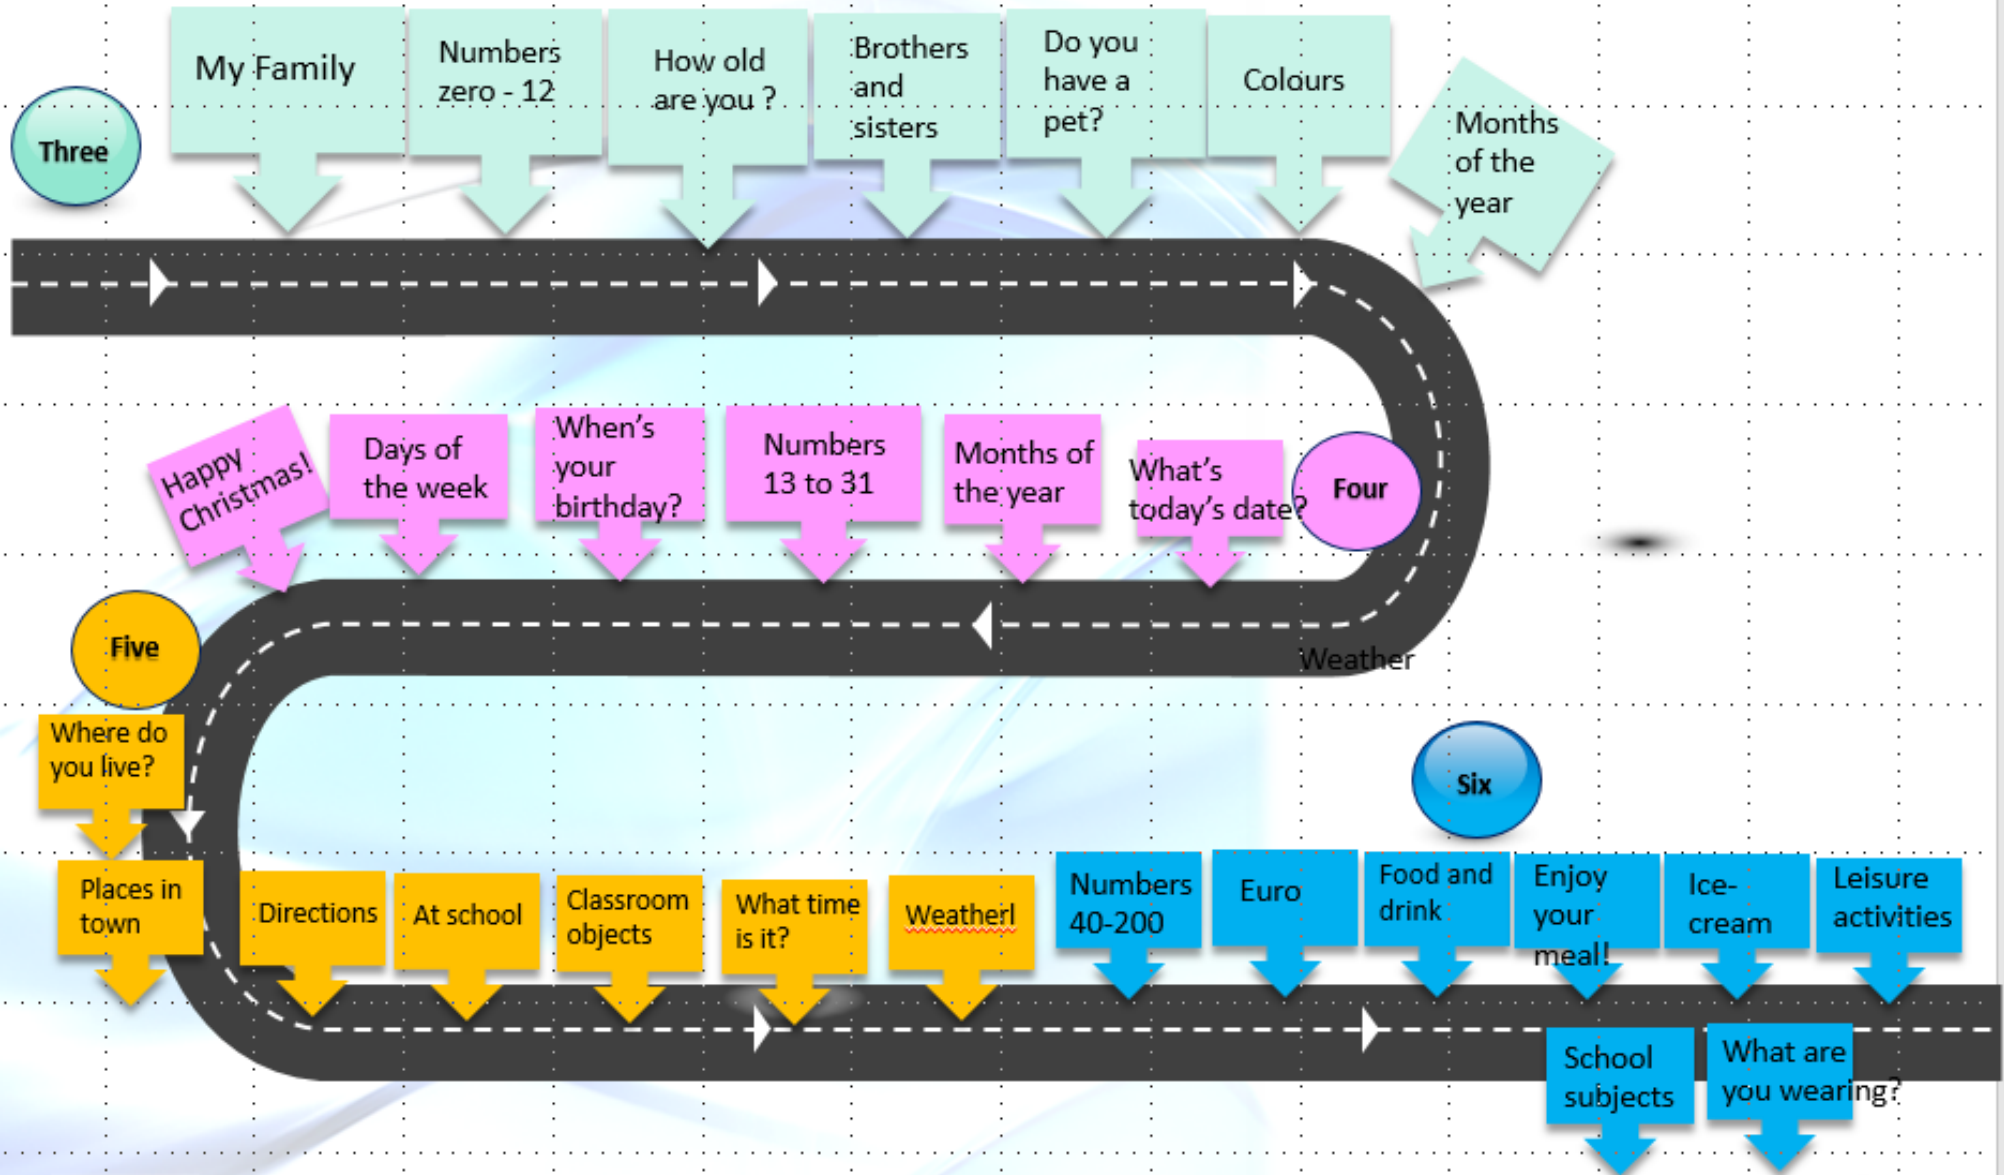 Three
My Family
Numbers
zero - 12
How old
are you ?
Brothers
and
sisters
Do you
have a
pet?
Colours
Months
of the
year
Four
What's
today's date?
Months of
the year
Numbers
13 to 31
When's
your
birthday?
Days of
the week
Happy
Christmas!
Weather
Five
Where do
you live?
Places in
town
Directions
At school
Classroom
objects
What time
is it?
Weatherl
Six
Numbers
40-200
Euro
Food and
drink
Enjoy
your
meal!
Ice-
cream
Leisure
activities
School
subjects
What are
you wearing?